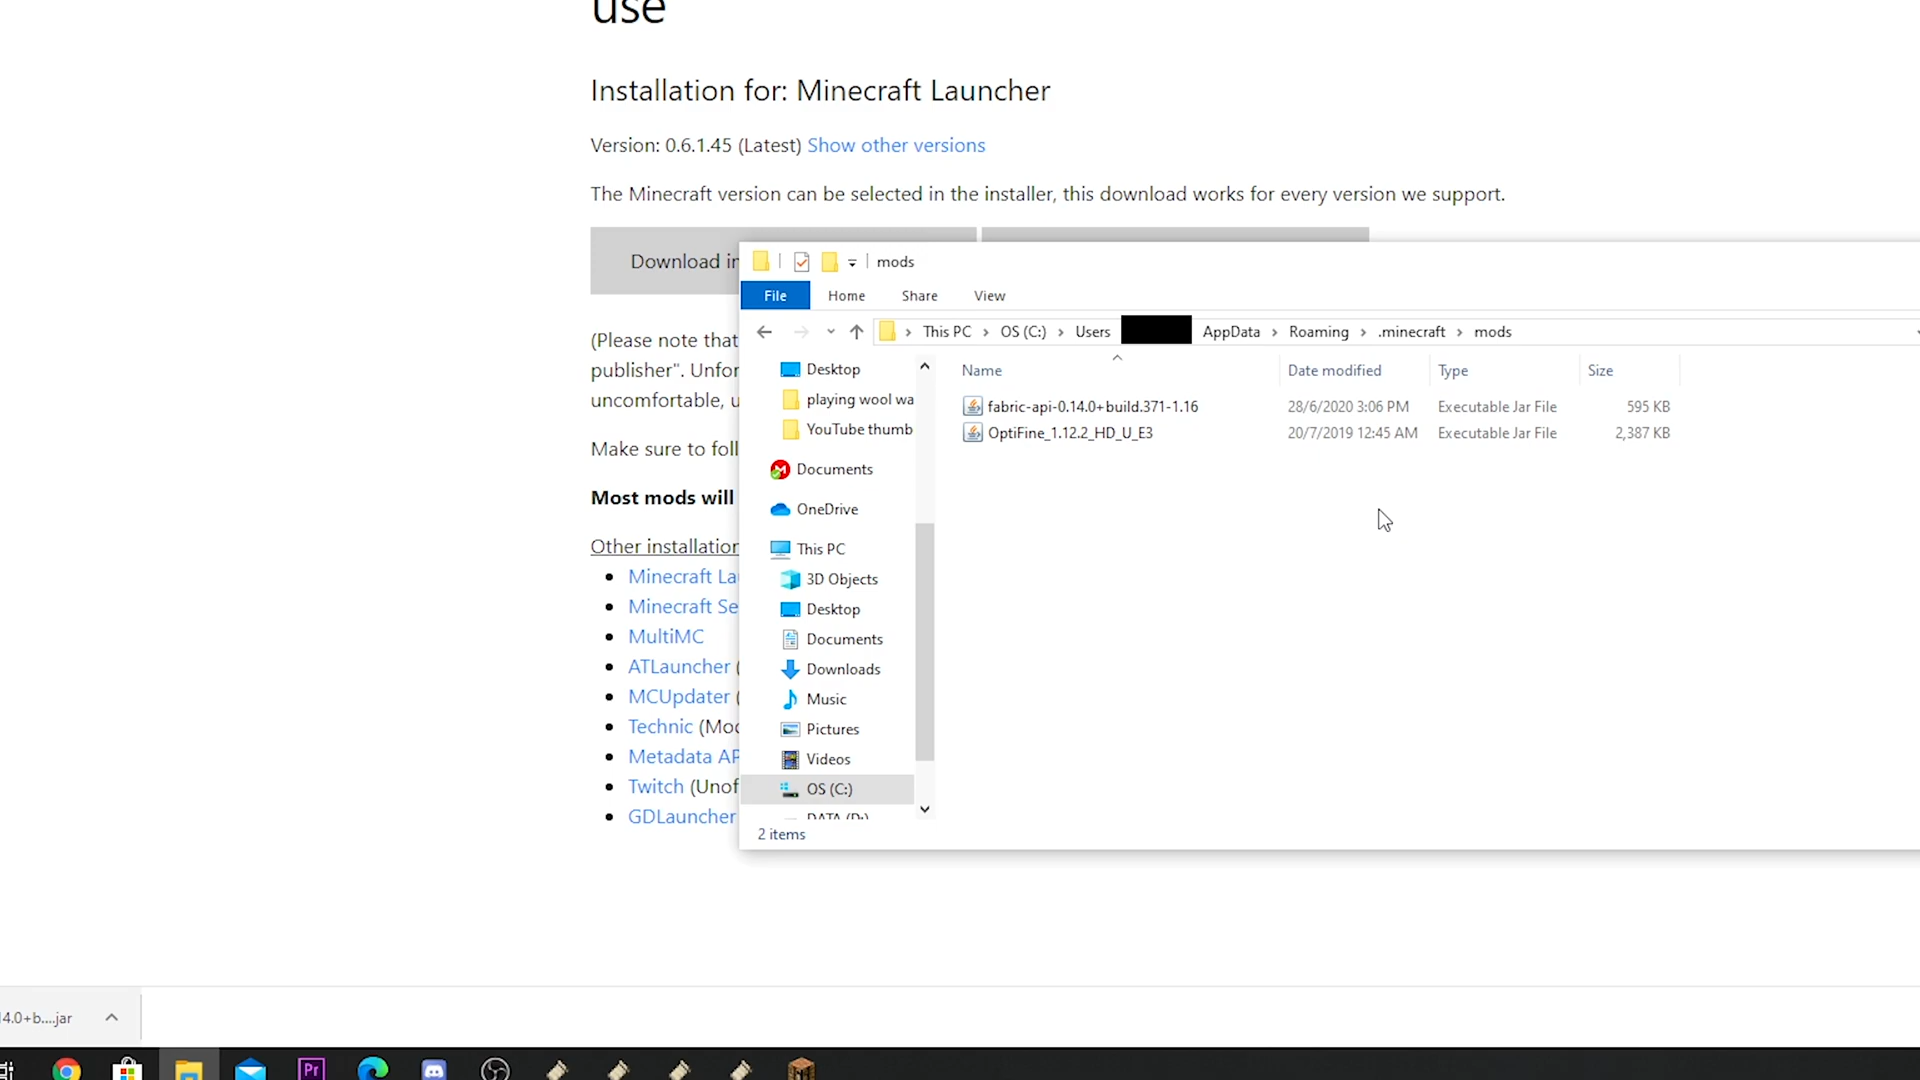 use
Installation for: Minecraft Launcher
Version: 0.6.1.45 (Latest) Show other versions
The Minecraft version can be selected in the installer, this download works for every version we support.
Download in
(Please note that
publisher". Unfor
uncomfortable, u
Make sure to foll
Most mods will
Other installation
Minecraft La
Minecraft Se
MultiMC
ATLauncher (
MCUpdater (
Technic (Mod
Metadata AP
Twitch (Unof
GDLauncher
mods
File Home Share View
This PC > OS (C:) > Users AppData > Roaming > .minecraft > mods
Name Date modified Type Size
fabric-api-0.14.0+build.371-1.16 28/6/2020 3:06 PM Executable Jar File 595 KB
OptiFine_1.12.2_HD_U_E3 20/7/2019 12:45 AM Executable Jar File 2,387 KB
Desktop
playing wool wa
YouTube thumb
Documents
OneDrive
This PC
3D Objects
Desktop
Documents
Downloads
Music
Pictures
Videos
OS (C:)
DATA (D:)
2 items
14.0+b....jar
Pr